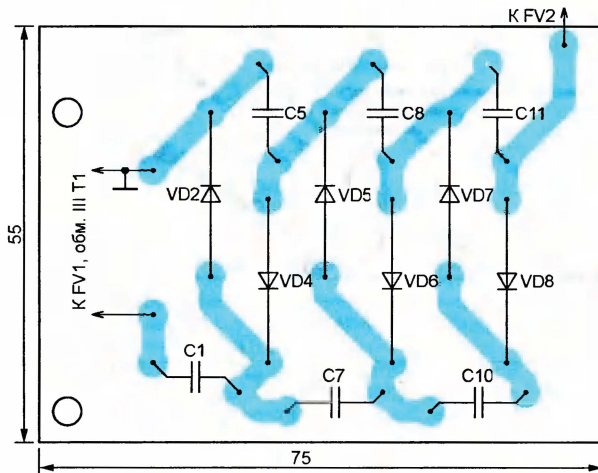 К FV2
C5
C8
C11
VD2
VD5
VD7
55
К FV1, обм. III T1
VD4
VD6
VD8
C1
C7
C10
75